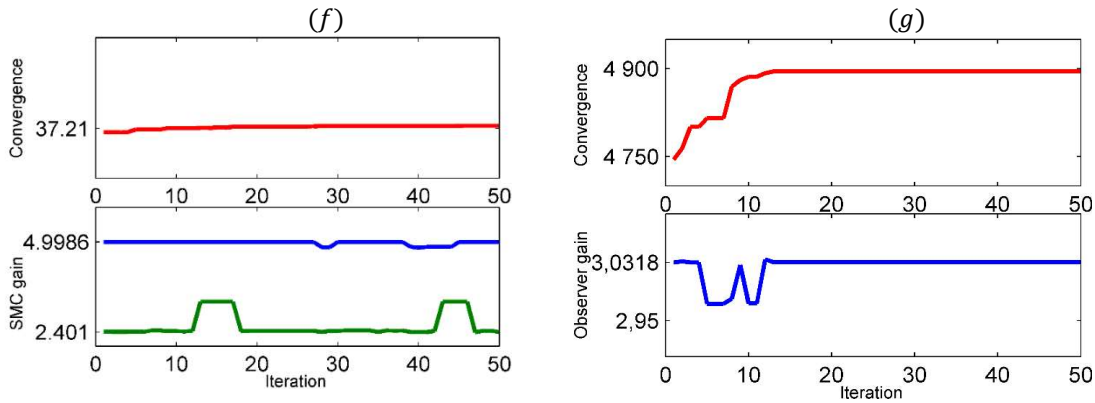 (f)
Convergence
37.21
0 10 20 30 40 50
SMC gain
4.9986
2.401
0 10 20 30 40 50
Iteration
(g)
Convergence
4 900
4 750
0 10 20 30 40 50
Observer gain
3,0318
2,95
0 10 20 30 40 50
Iteration